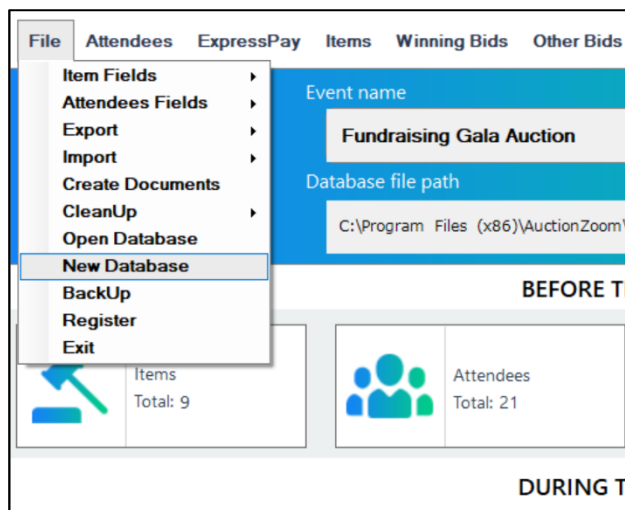 File Attendees ExpressPay Items Winning Bids Other Bids
Item Fields
Attendees Fields
Export
Import
Create Documents
CleanUp
Open Database
New Database
BackUp
Register
Exit
Event name
Fundraising Gala Auction
Database file path
C:\Program Files (x86)\AuctionZoom\
BEFORE T
Items
Total: 9
Attendees
Total: 21
DURING T